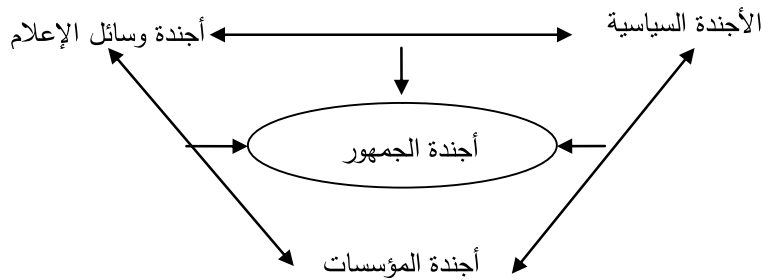 الأجندة السياسية
أجندة وسائل الإعلام
أجندة الجمهور
أجندة المؤسسات